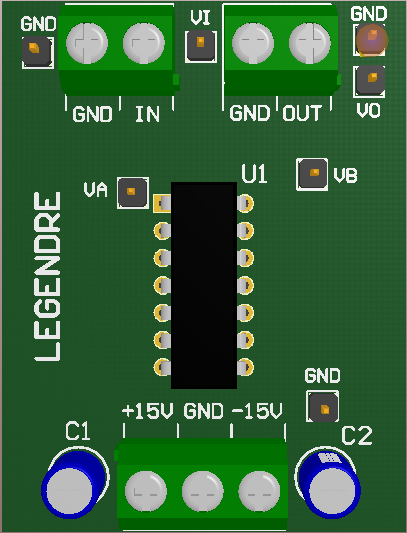 GND
VI
GND
GND IN
GND OUT
VO
U1
VA
VB
LEGENDRE
GND
+15V GND -15V
C1
C2